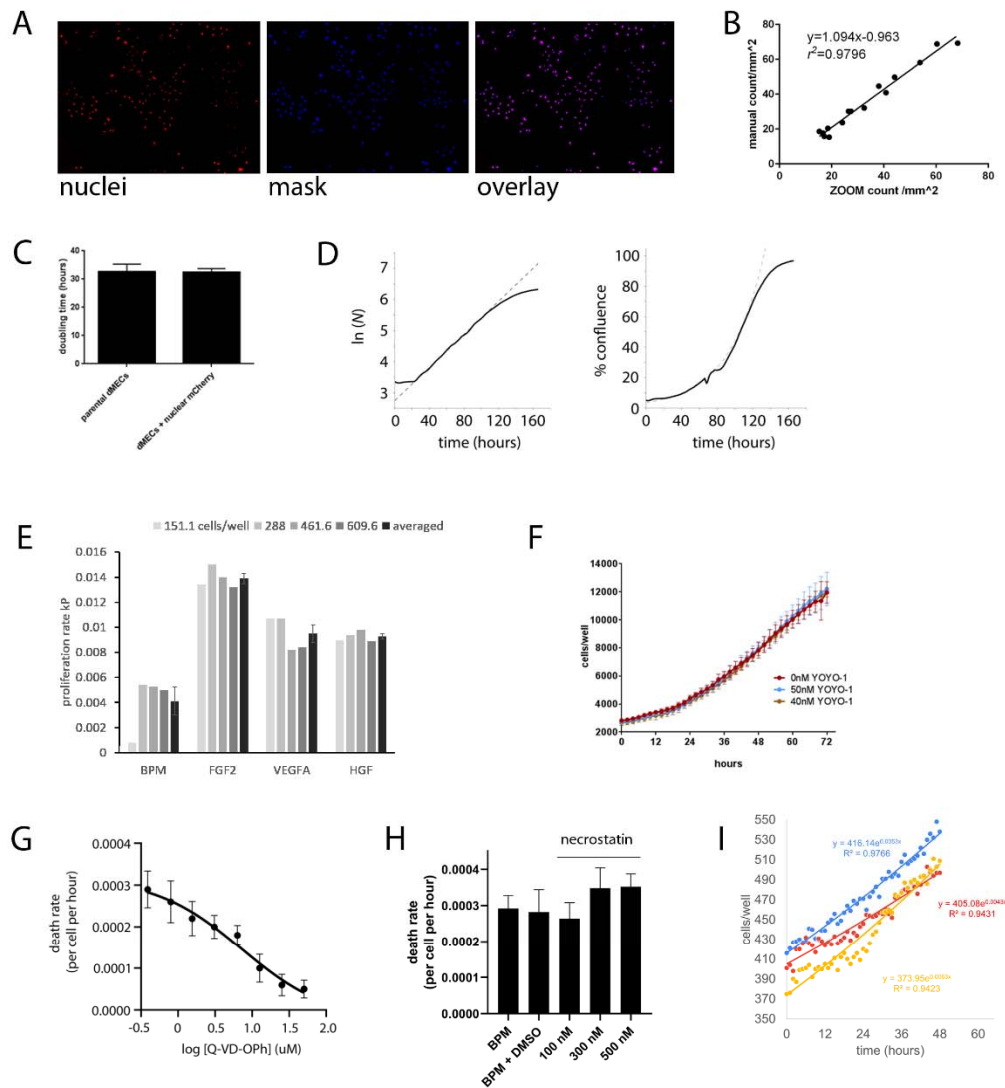 A
nuclei
mask
overlay
B
y=1.094x-0.963
r²=0.9796
manual count/mm^2
80
60
40
20
0
0 20 40 60 80
ZOOM count /mm^2
C
doubling time (hours)
40
30
20
10
0
parental dMECs
dMECs + nuclear mCherry
D
ln (N)
7
6
5
4
3
0 40 80 120 160
time (hours)
% confluence
100
80
60
40
20
0
0 40 80 120 160
time (hours)
E
151.1 cells/well 288 461.6 609.6 averaged
proliferation rate kP
0.016
0.014
0.012
0.01
0.008
0.006
0.004
0.002
0
BPM FGF2 VEGFA HGF
F
cells/well
14000
12000
10000
8000
6000
4000
2000
0nM YOYO-1
50nM YOYO-1
40nM YOYO-1
0 12 24 36 48 60 72
hours
G
death rate
(per cell per hour)
0.0004
0.0003
0.0002
0.0001
0.0000
-0.5 0 0.5 1.0 1.5 2.0
log [Q-VD-OPh] (uM)
H
necrostatin
death rate
(per cell per hour)
0.0005
0.0004
0.0003
0.0002
0.0001
0.0000
BPM
BPM + DMSO
100 nM
300 nM
500 nM
I
cells/well
550
530
510
490
470
450
430
410
390
370
350
y = 416.14e
R² = 0.9766
y = 405.08e
R² = 0.9431
y = 373.95e
R² = 0.9423
0 12 24 36 48 60
time (hours)